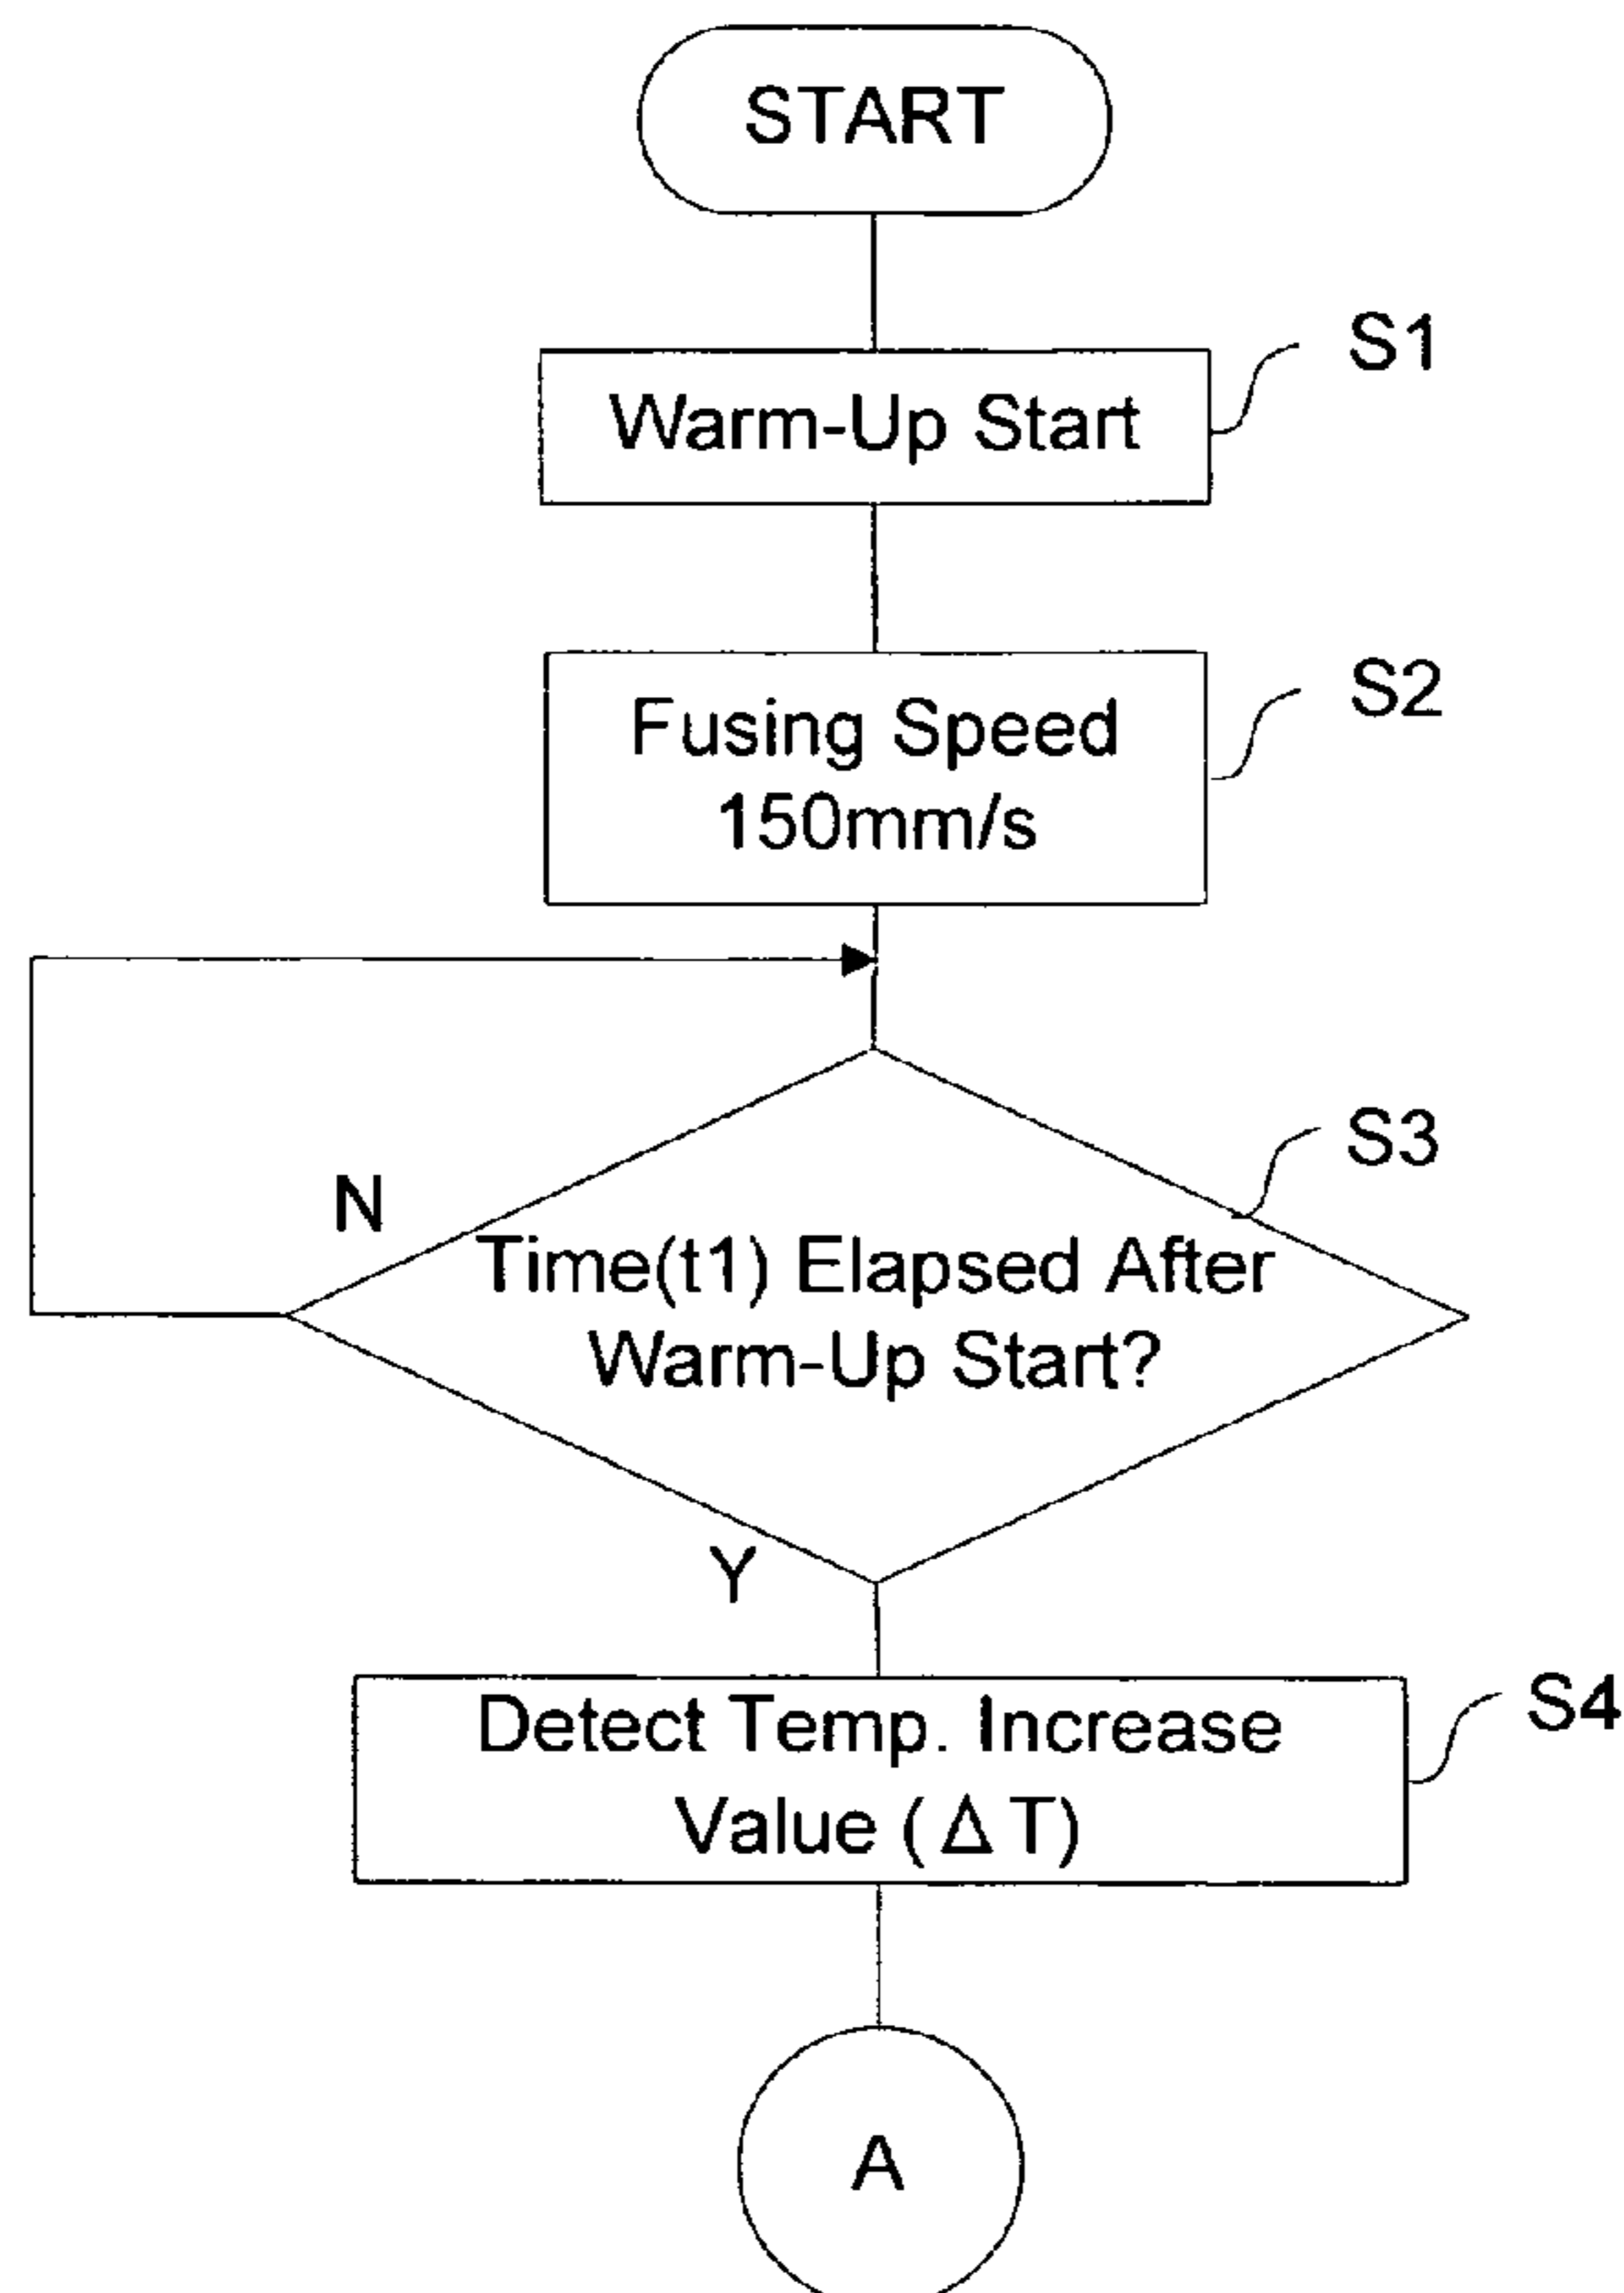 START
Warm-Up Start
S1
Fusing Speed
150mm/s
S2
S3
N
Time(t1) Elapsed After
Warm-Up Start?
Y
Detect Temp. Increase
Value (Δ T)
S4
A